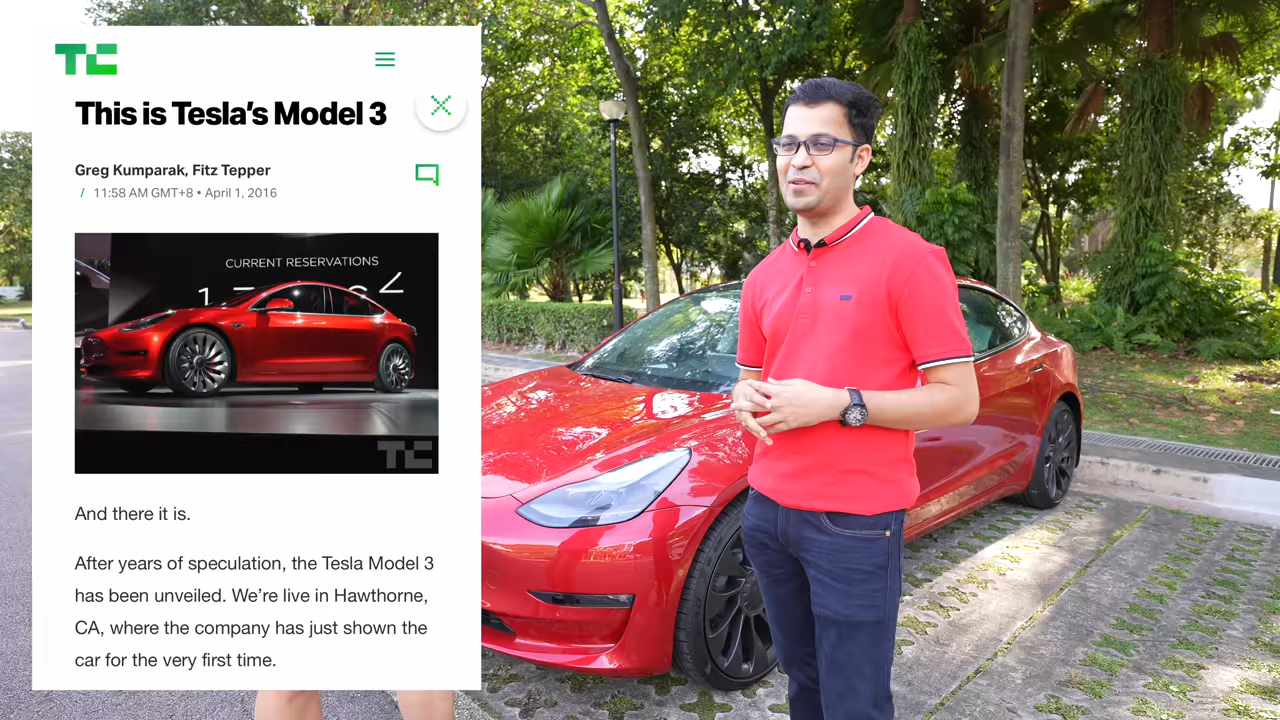 TC
This is Tesla's Model 3
Greg Kumparak, Fitz Tepper
/ 11:58 AM GMT+8 • April 1, 2016
CURRENT RESERVATIONS
TC
And there it is.
After years of speculation, the Tesla Model 3
has been unveiled. We're live in Hawthorne,
CA, where the company has just shown the
car for the very first time.